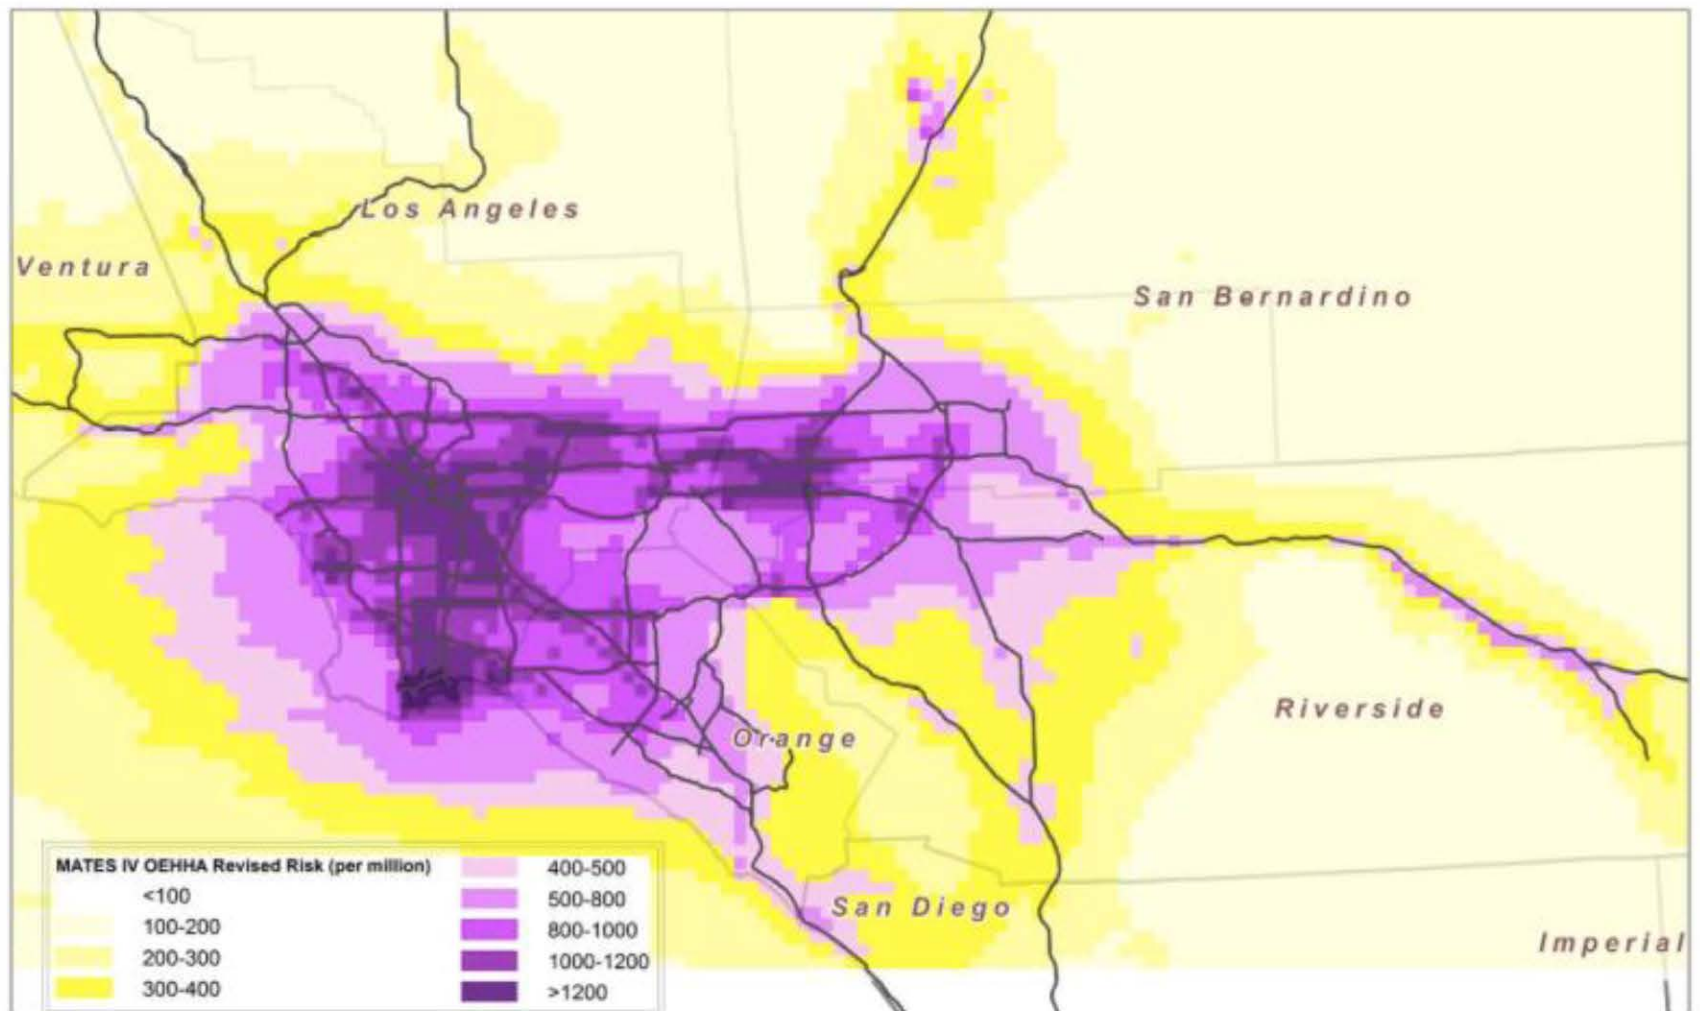 Los Angeles
Ventura
San Bernardino
Riverside
Orange
San Diego
Imperial
MATES IV OEHHA Revised Risk (per million)
<100
100-200
200-300
300-400
400-500
500-800
800-1000
1000-1200
>1200